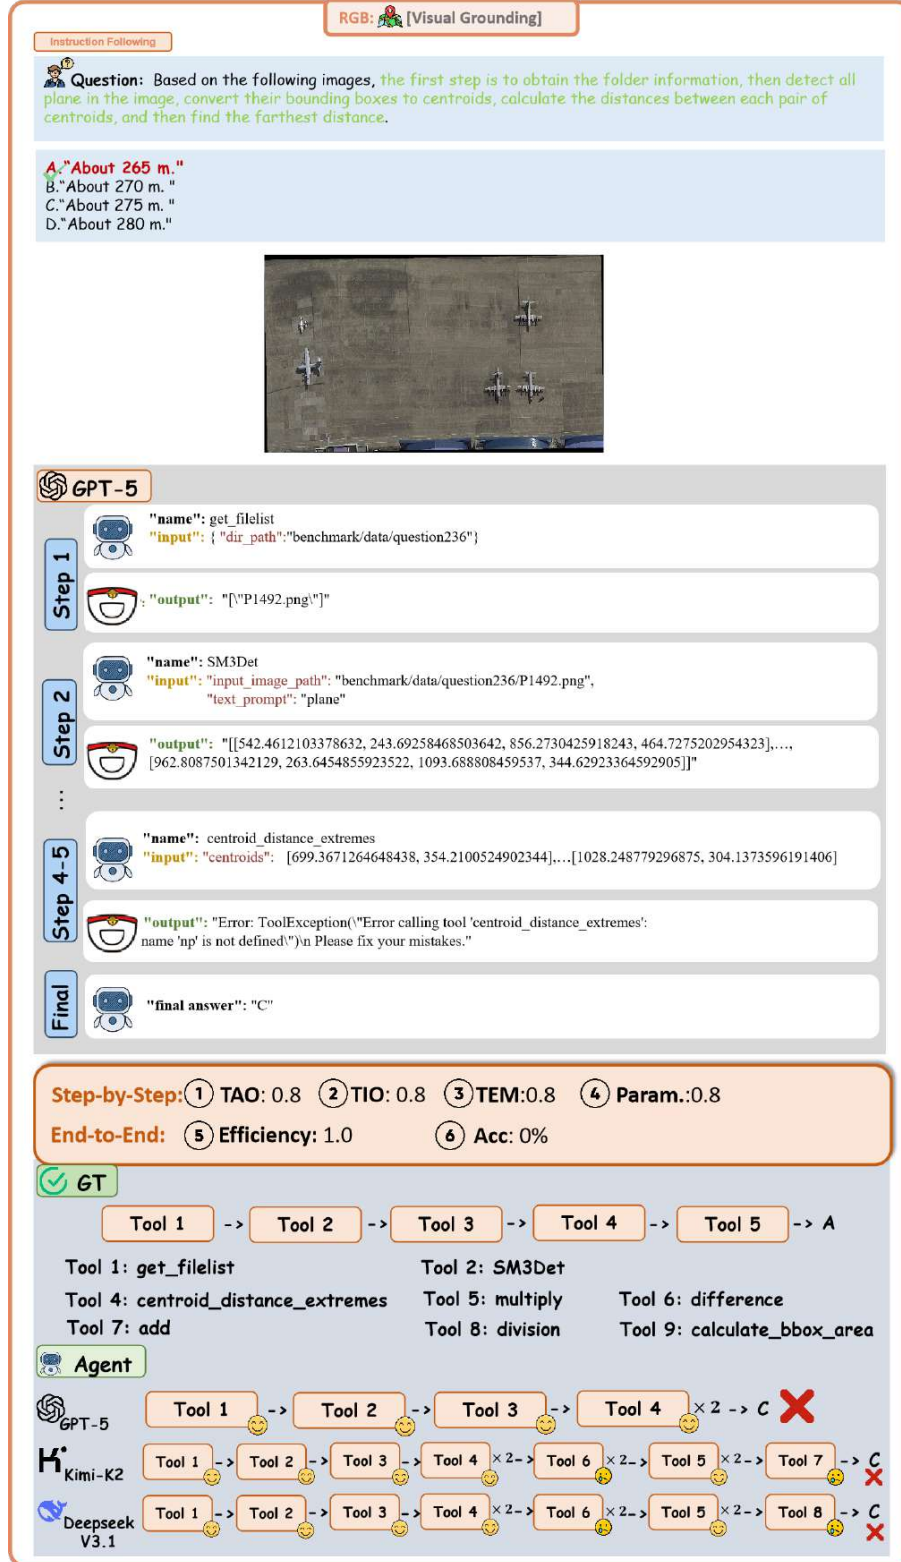 RGB: [Visual Grounding]
Instruction Following
Question: Based on the following images, the first step is to obtain the folder information, then detect all
plane in the image, convert their bounding boxes to centroids, calculate the distances between each pair of
centroids, and then find the farthest distance.
A."About 265 m."
B."About 270 m. "
C."About 275 m. "
D."About 280 m."
GPT-5
Step 1
"name": get_filelist
"input": { "dir_path":"benchmark/data/question236"}
: "output": "[\"P1492.png\"]"
Step 2
"name": SM3Det
"input": "input_image_path": "benchmark/data/question236/P1492.png",
"text_prompt": "plane"
"output": "[[542.4612103378632, 243.69258468503642, 856.2730425918243, 464.7275202954323],...,
[962.8087501342129, 263.6454855923522, 1093.688808459537, 344.62923364592905]]"
...
Step 4-5
"name": centroid_distance_extremes
"input": "centroids": [699.3671264648438, 354.2100524902344],...[1028.248779296875, 304.1373596191406]
"output": "Error: ToolException(\"Error calling tool 'centroid_distance_extremes':
name 'np' is not defined\")\n Please fix your mistakes."
Final
"final answer": "C"
Step-by-Step: 1 TAO: 0.8 2 TIO: 0.8 3 TEM:0.8 4 Param.:0.8
End-to-End: 5 Efficiency: 1.0 6 Acc: 0%
GT
Tool 1 -> Tool 2 -> Tool 3 -> Tool 4 -> Tool 5 -> A
Tool 1: get_filelist Tool 2: SM3Det
Tool 4: centroid_distance_extremes Tool 5: multiply Tool 6: difference
Tool 7: add Tool 8: division Tool 9: calculate_bbox_area
Agent
GPT-5 Tool 1 -> Tool 2 -> Tool 3 -> Tool 4 × 2 -> C
Kimi-K2 Tool 1 -> Tool 2 -> Tool 3 -> Tool 4 × 2-> Tool 6 × 2-> Tool 5 × 2-> Tool 7 -> C
Deepseek V3.1 Tool 1 -> Tool 2 -> Tool 3 -> Tool 4 × 2-> Tool 6 × 2-> Tool 5 × 2-> Tool 8 -> C